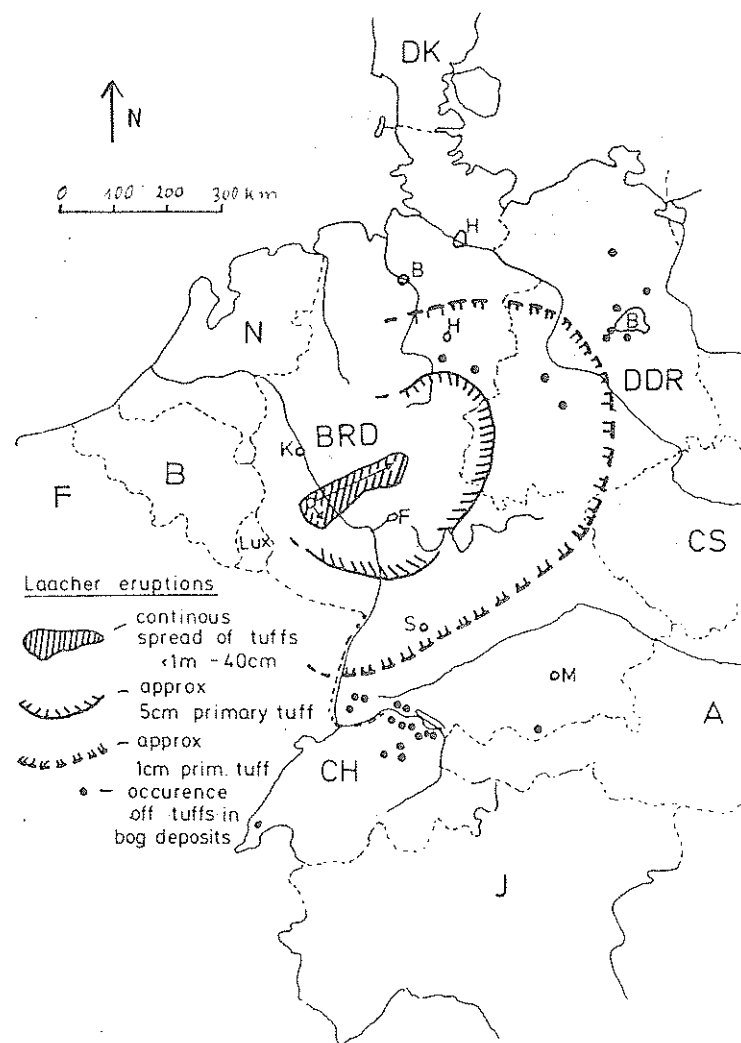 DK
N
0 100 200 300 km
H
B
N
H
B
DDR
K
BRD
F
B
F
Lux.
CS
Laacher eruptions
continous
spread of tuffs
<1m - 40cm
approx
5cm primary tuff
approx
1cm prim. tuff
occurence
off tuffs in
bog deposits
S
M
A
CH
J